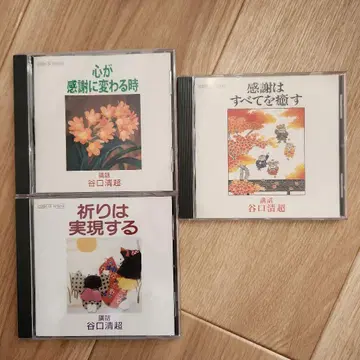 心が
感謝に変わる時
講話
谷口清超
祈りは
実現する
講話
谷口清超
感謝は
すべてを癒す
講話
谷口清超